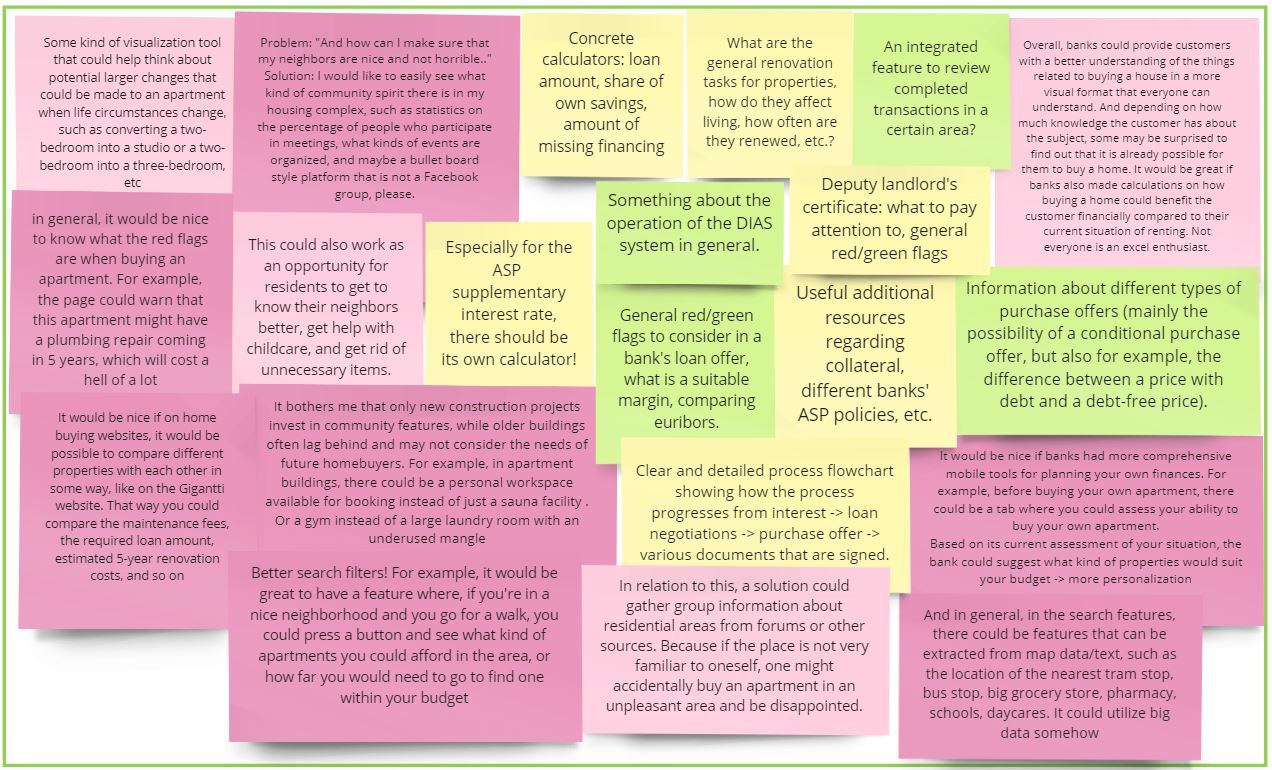 Some kind of visualization tool
that could help think about
potential larger changes that
could be made to an apartment
when life circumstances change,
such as converting a two-
bedroom into a studio or a two-
bedroom into a three-bedroom,
etc
Problem: "And how can I make sure that
my neighbors are nice and not horrible.."
Solution: I would like to easily see what
kind of community spirit there is in my
housing complex, such as statistics on
the percentage of people who participate
in meetings, what kinds of events are
organized, and maybe a bullet board
style platform that is not a Facebook
group, please.
Concrete
calculators: loan
amount, share of
own savings,
amount of
missing financing
What are the
general renovation
tasks for properties,
how do they affect
living, how often are
they renewed, etc.?
An integrated
feature to review
completed
transactions in a
certain area?
Overall, banks could provide customers
with a better understanding of the things
related to buying a house in a more
visual format that everyone can
understand. And depending on how
much knowledge the customer has about
the subject, some may be surprised to
find out that it is already possible for
them to buy a home. It would be great if
banks also made calculations on how
buying a home could benefit the
customer financially compared to their
current situation of renting. Not
everyone is an excel enthusiast.
in general, it would be nice
to know what the red flags
are when buying an
apartment. For example,
the page could warn that
this apartment might have
a plumbing repair coming
in 5 years, which will cost a
hell of a lot
This could also work as
an opportunity for
residents to get to
know their neighbors
better, get help with
childcare, and get rid of
unnecessary items.
Especially for the
ASP
supplementary
interest rate,
there should be
its own calculator!
Something about the
operation of the DIAS
system in general.
Deputy landlord's
certificate: what to pay
attention to, general
red/green flags
General red/green
flags to consider in a
bank's loan offer,
what is a suitable
margin, comparing
euribors.
Useful additional
resources
regarding
collateral,
different banks'
ASP policies, etc.
Information about different types of
purchase offers (mainly the
possibility of a conditional purchase
offer, but also for example, the
difference between a price with
debt and a debt-free price).
It would be nice if on home
buying websites, it would be
possible to compare different
properties with each other in
some way, like on the Gigantti
website. That way you could
compare the maintenance fees,
the required loan amount,
estimated 5-year renovation
costs, and so on
It bothers me that only new construction projects
invest in community features, while older buildings
often lag behind and may not consider the needs of
future homebuyers. For example, in apartment
buildings, there could be a personal workspace
available for booking instead of just a sauna facility .
Or a gym instead of a large laundry room with an
underused mangle
Clear and detailed process flowchart
showing how the process
progresses from interest -> loan
negotiations -> purchase offer ->
various documents that are signed.
It would be nice if banks had more comprehensive
mobile tools for planning your own finances. For
example, before buying your own apartment, there
could be a tab where you could assess your ability to
buy your own apartment.
Based on its current assessment of your situation, the
bank could suggest what kind of properties would suit
your budget -> more personalization
Better search filters! For example, it would be
great to have a feature where, if you're in a
nice neighborhood and you go for a walk, you
could press a button and see what kind of
apartments you could afford in the area, or
how far you would need to go to find one
within your budget
In relation to this, a solution could
gather group information about
residential areas from forums or other
sources. Because if the place is not very
familiar to oneself, one might
accidentally buy an apartment in an
unpleasant area and be disappointed.
And in general, in the search features,
there could be features that can be
extracted from map data/text, such as
the location of the nearest tram stop,
bus stop, big grocery store, pharmacy,
schools, daycares. It could utilize big
data somehow